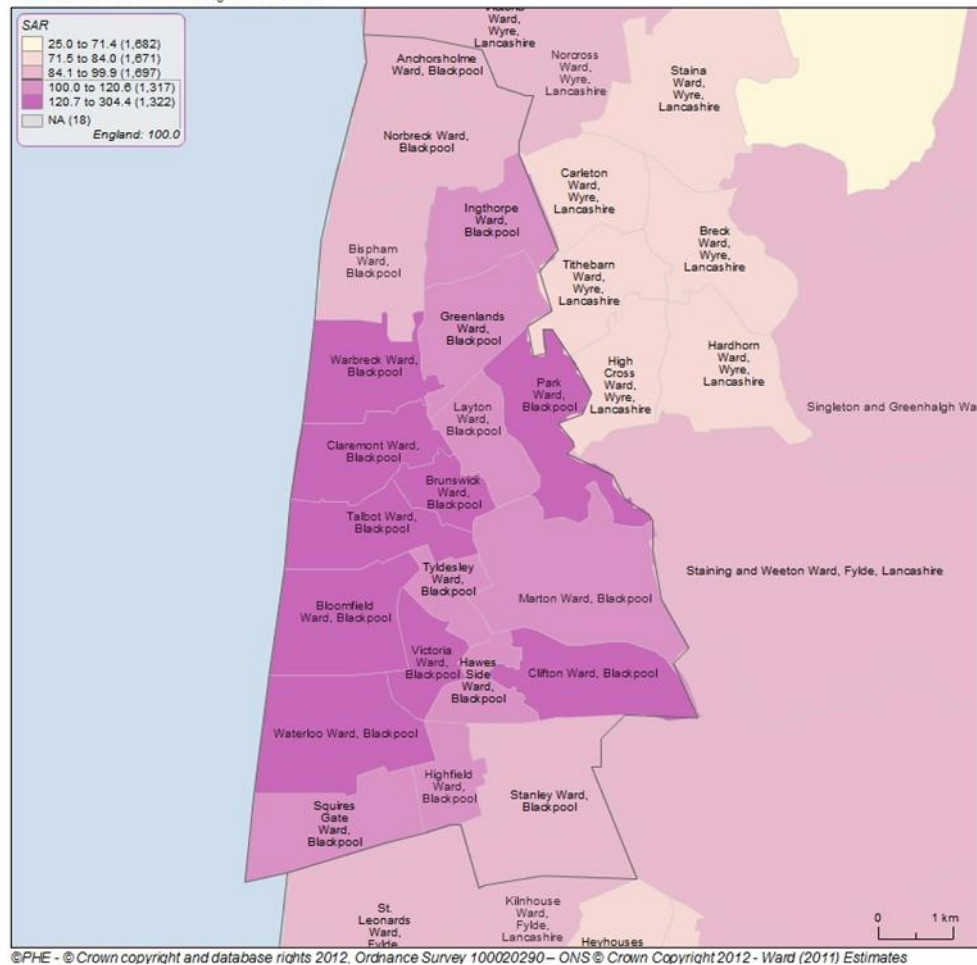 SAR
25.0 to 71.4 (1,682)
71.5 to 84.0 (1,671)
84.1 to 99.9 (1,697)
100.0 to 120.6 (1,317)
120.7 to 304.4 (1,322)
NA (18)
England: 100.0
Victoria
Ward,
Wyre,
Lancashire
Anchorsholme
Ward, Blackpool
Norcross
Ward,
Wyre,
Lancashire
Staina
Ward,
Wyre,
Lancashire
Norbreck Ward,
Blackpool
Carleton
Ward,
Wyre,
Lancashire
Ingthorpe
Ward,
Blackpool
Breck
Ward,
Wyre,
Lancashire
Bispham
Ward,
Blackpool
Tithebarn
Ward,
Wyre,
Lancashire
Greenlands
Ward,
Blackpool
Hardhorn
Ward,
Wyre,
Lancashire
Warbreck Ward,
Blackpool
High
Cross
Ward,
Wyre,
Lancashire
Park
Ward,
Blackpool
Layton
Ward,
Blackpool
Singleton and Greenhalgh Wa
Claremont Ward,
Blackpool
Brunswick
Ward,
Blackpool
Talbot Ward,
Blackpool
Tyldesley
Ward,
Blackpool
Staining and Weeton Ward, Fylde, Lancashire
Marton Ward, Blackpool
Bloomfield
Ward, Blackpool
Victoria
Ward,
Blackpool
Hawes
Side
Ward,
Blackpool
Clifton Ward, Blackpool
Waterloo Ward, Blackpool
Highfield
Ward,
Blackpool
Stanley Ward,
Blackpool
Squires
Gate
Ward,
Blackpool
St.
Leonards
Ward,
Fylde,
Kilnhouse
Ward,
Fylde,
Lancashire
Heyhouses
0 1 km
©PHE - © Crown copyright and database rights 2012, Ordnance Survey 100020290 – ONS © Crown Copyright 2012 - Ward (2011) Estimates